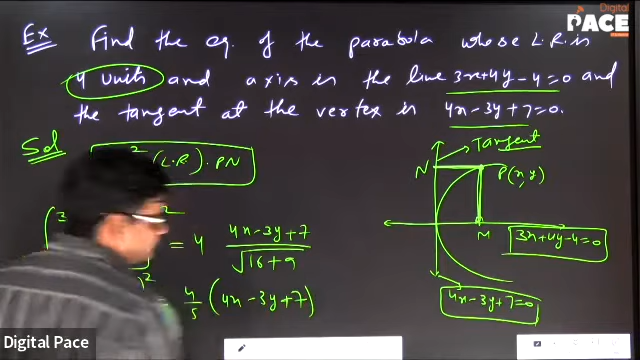 Digital
PACE
Ex Find the eq. of the parabola whose L.R. is
4 units and axis in the line 3x+4y-4=0 and
the tangent at the vertex is 4x-3y+7=0.
Sol
2 (L.R) . PN
= 4 4x-3y+7
√16+9
= 4/5 (4x-3y+7)
Tangent
N P(x,y)
M 3x+4y-4=0
4x-3y+7=0
Digital Pace